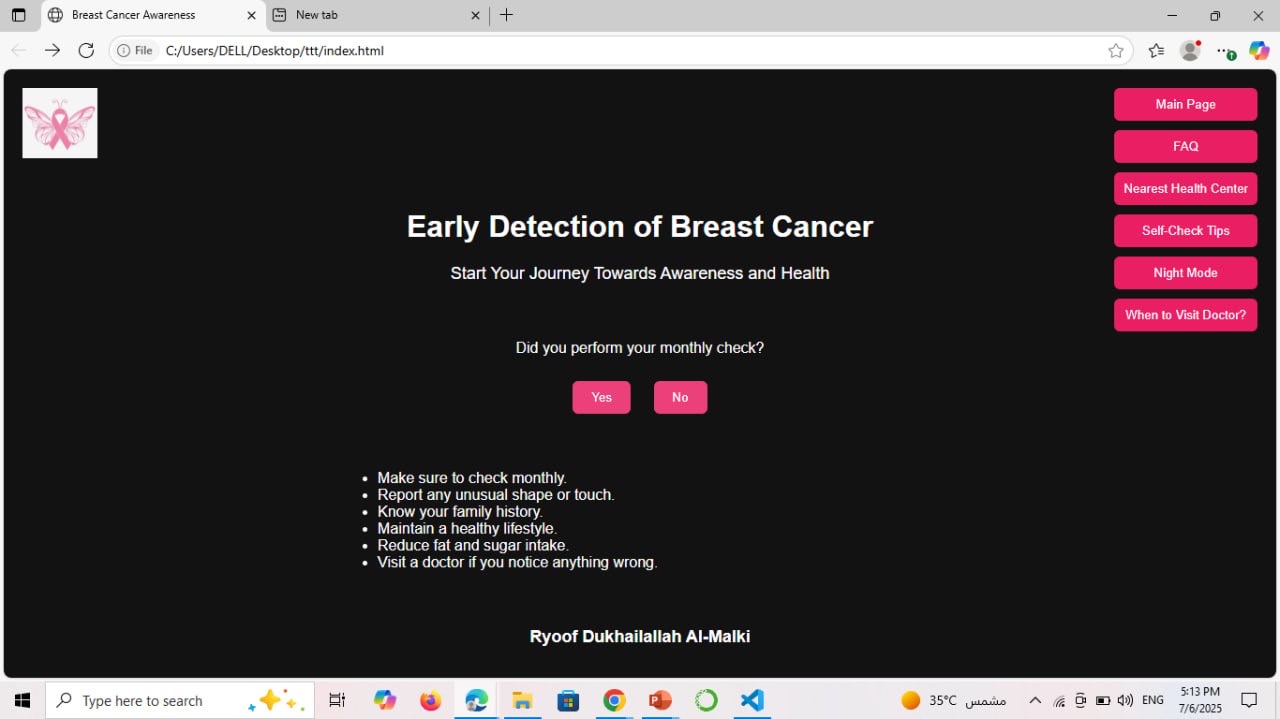 Breast Cancer Awareness
New tab
File
C:/Users/DELL/Desktop/ttt/index.html
Main Page
FAQ
Nearest Health Center
Self-Check Tips
Night Mode
When to Visit Doctor?
Early Detection of Breast Cancer
Start Your Journey Towards Awareness and Health
Did you perform your monthly check?
Yes No
Make sure to check monthly.
Report any unusual shape or touch.
Know your family history.
Maintain a healthy lifestyle.
Reduce fat and sugar intake.
Visit a doctor if you notice anything wrong.
Ryoof Dukhailallah Al-Malki
Type here to search
35°C مشمس
ENG
5:13 PM
7/6/2025